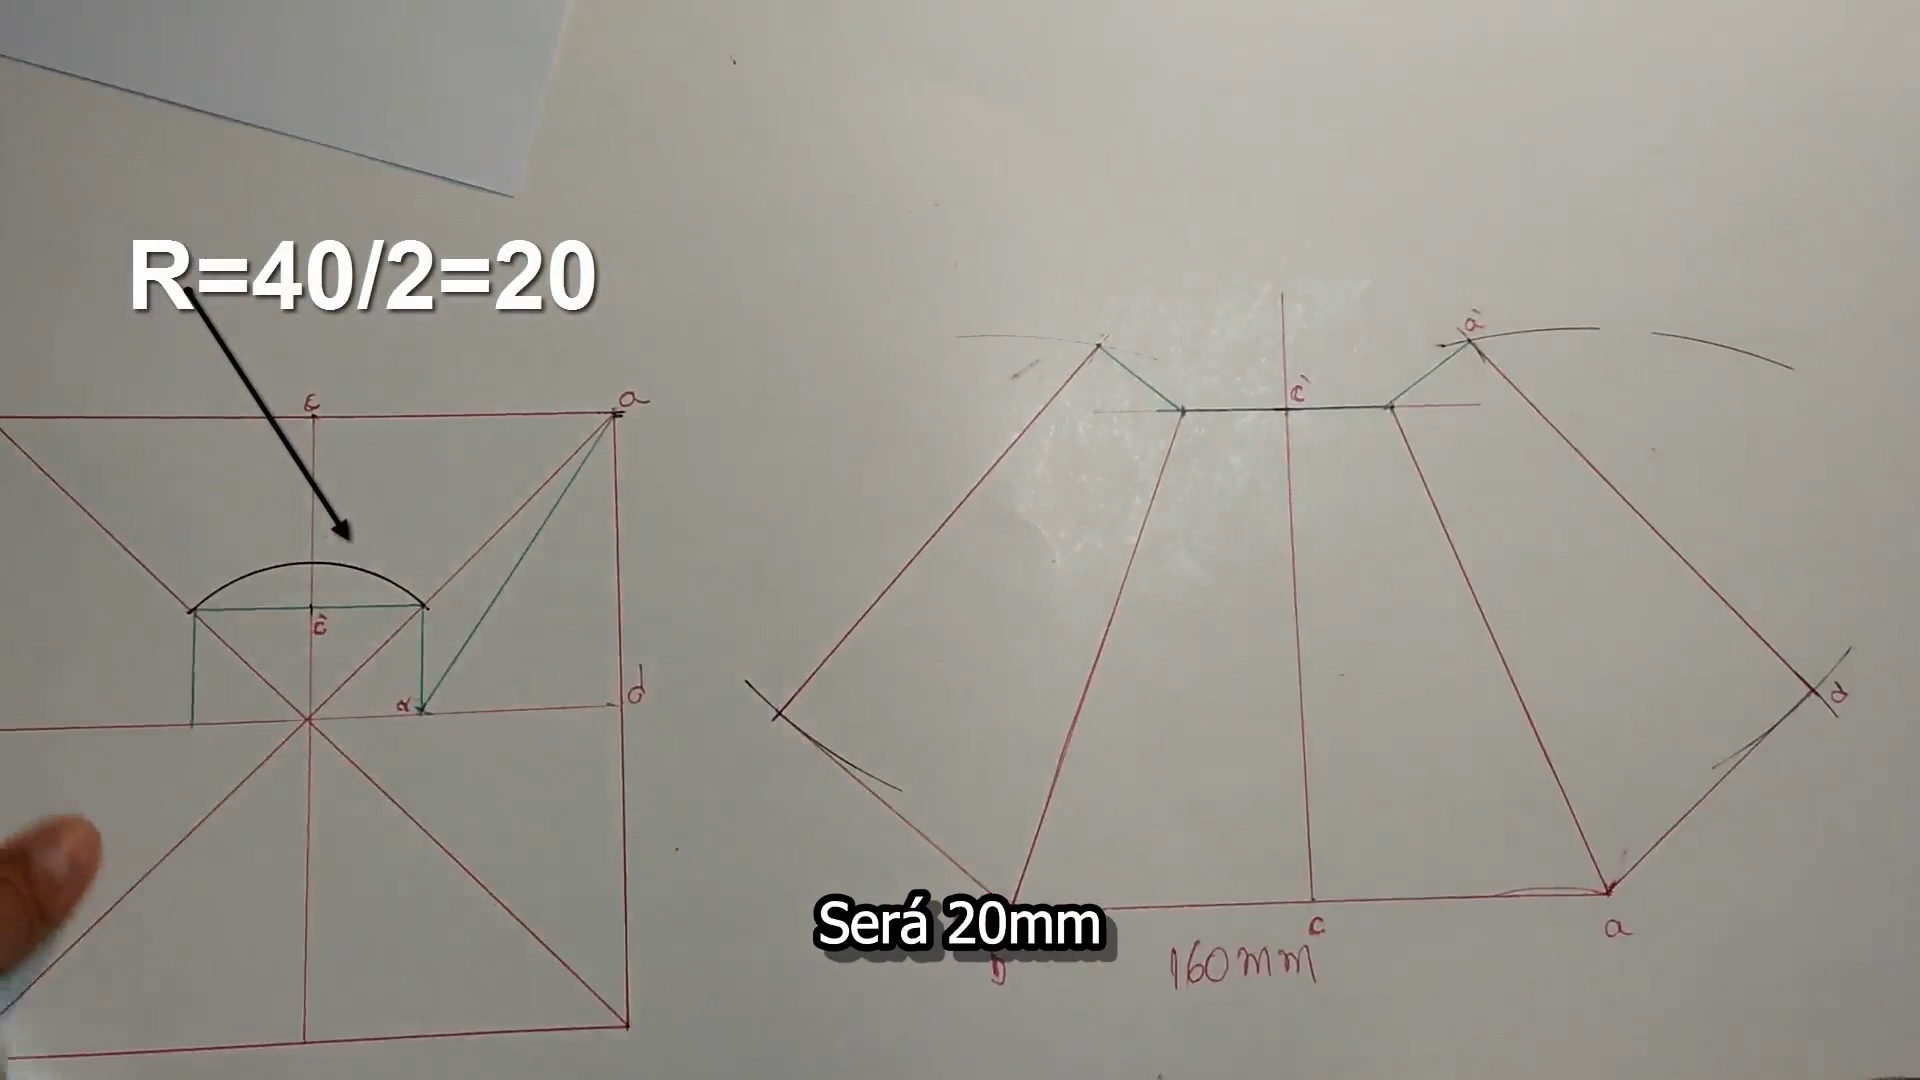 R=40/2=20
a
c'
d
a'
c'
d
c
a
Será 20mm
160mm